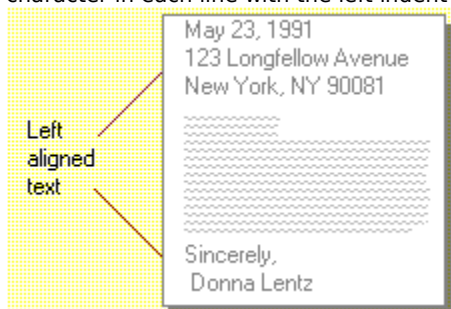 character in each line with the left indent
May 23, 1991
123 Longfellow Avenue
New York, NY 90081
Left
aligned
text
Sincerely,
Donna Lentz